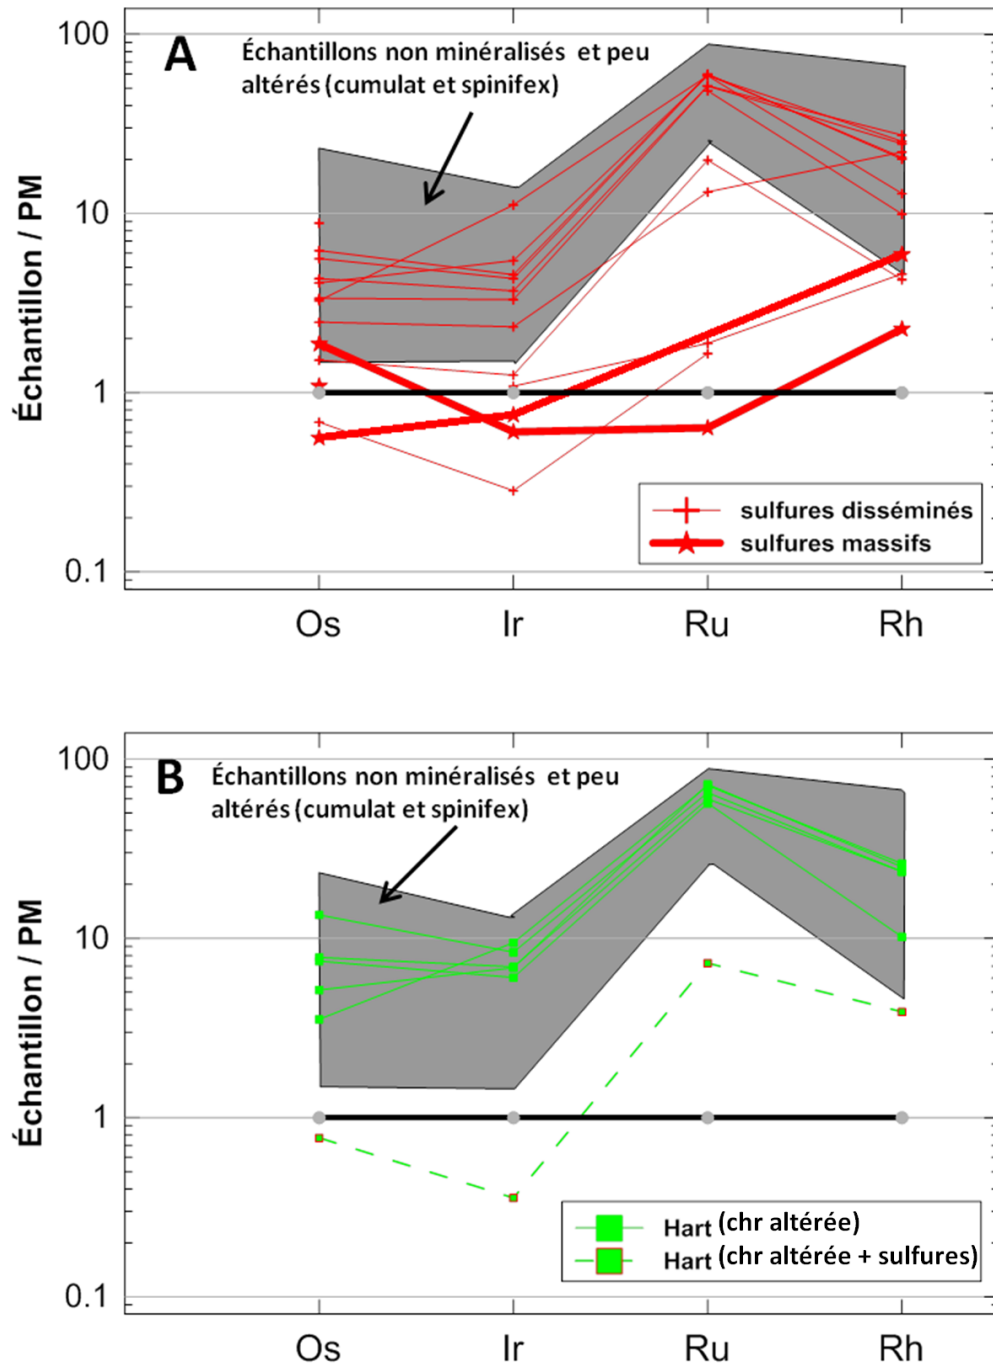 A
Échantillons non minéralisés et peu
altérés (cumulat et spinifex)
Échantillon / PM
100
10
1
0.1
sulfures disséminés
sulfures massifs
Os Ir Ru Rh
B
Échantillons non minéralisés et peu
altérés (cumulat et spinifex)
Échantillon / PM
100
10
1
0.1
Hart (chr altérée)
Hart (chr altérée + sulfures)
Os Ir Ru Rh